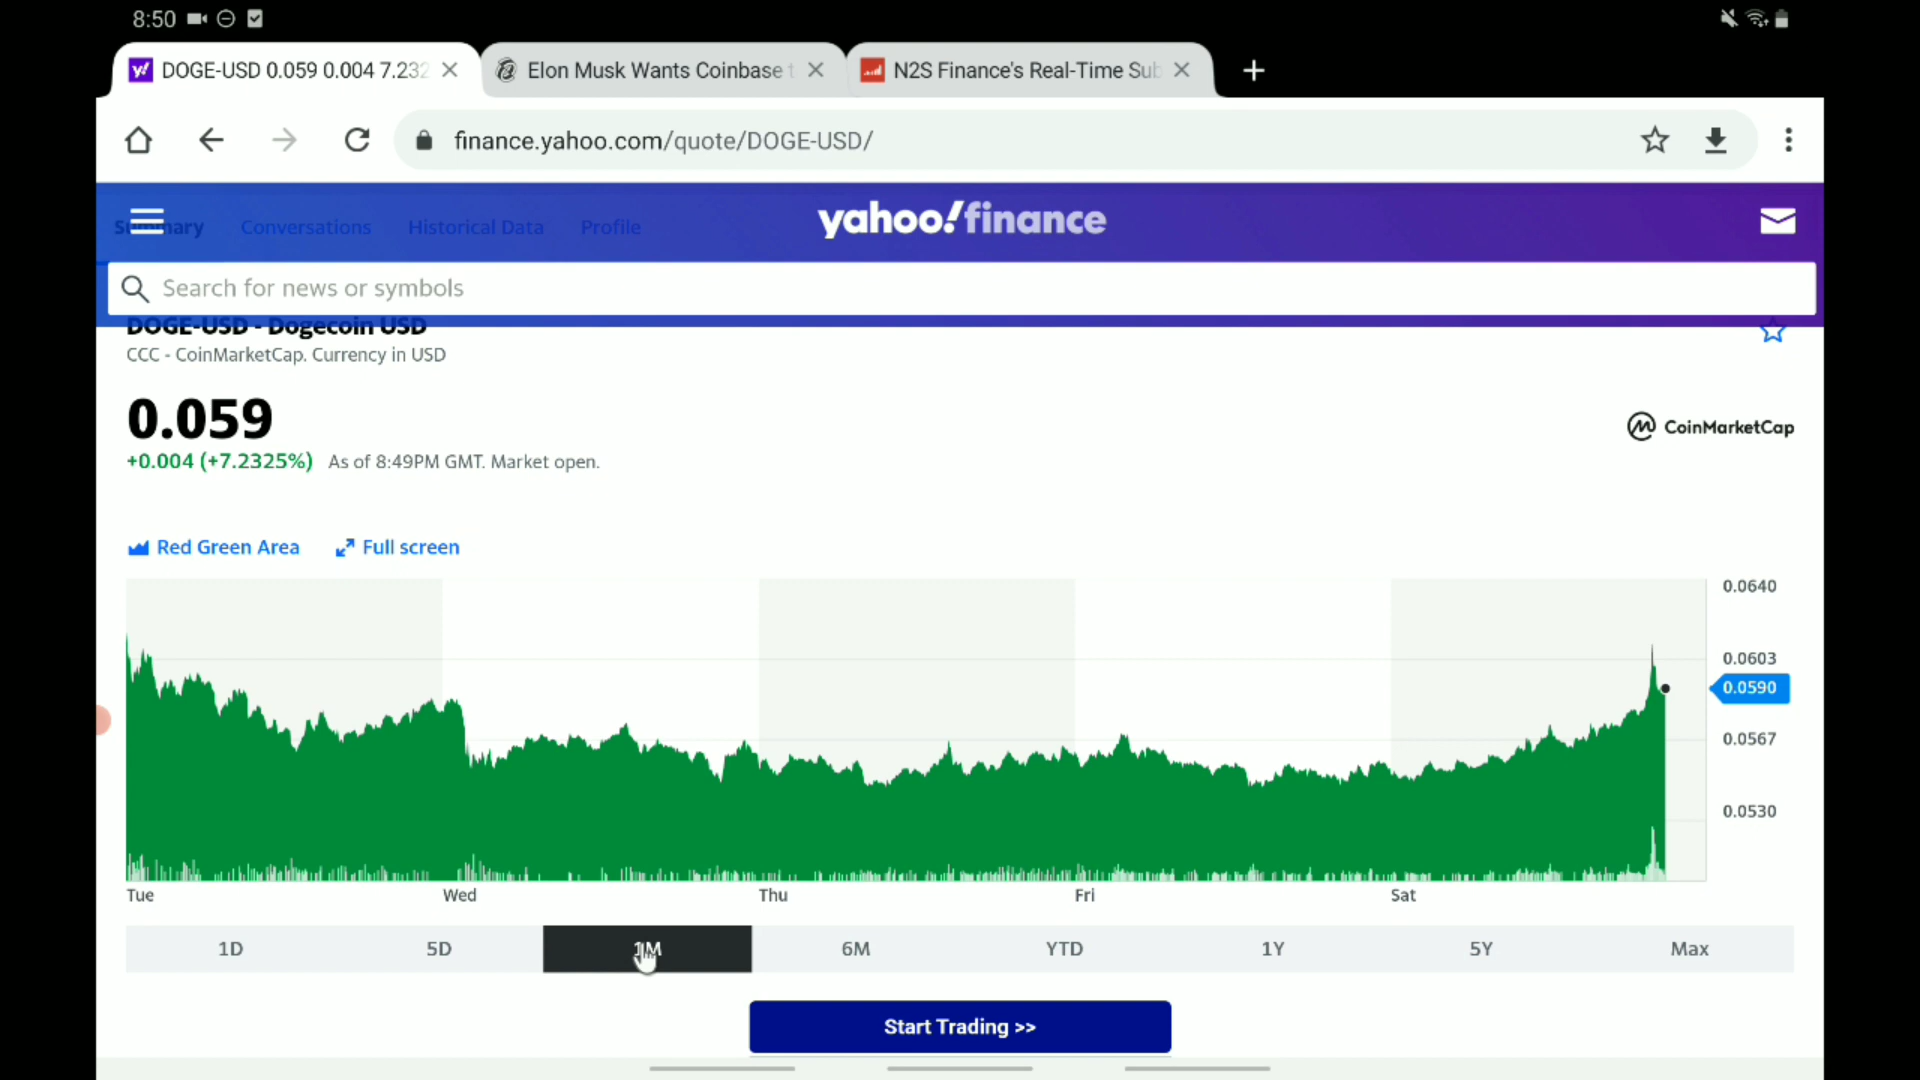 8:50
DOGE-USD 0.059 0.004 7.232
Elon Musk Wants Coinbase t
N2S Finance's Real-Time Sub
finance.yahoo.com/quote/DOGE-USD/
Summary Conversations Historical Data Profile
yahoo!finance
Search for news or symbols
DOGE-USD - Dogecoin USD
CCC - CoinMarketCap. Currency in USD
0.059
CoinMarketCap
+0.004 (+7.2325%) As of 8:49PM GMT. Market open.
Red Green Area Full screen
0.0640
0.0603
0.0590
0.0567
0.0530
Tue Wed Thu Fri Sat
1D 5D 1M 6M YTD 1Y 5Y Max
Start Trading >>